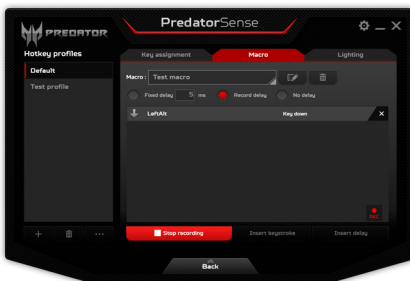 PREDATOR
PredatorSense
Hotkey profiles
Default
Test profile
Key assignment
Macro
Lighting
Macro : Test macro
Fixed delay 5 ms Record delay No delay
LeftAlt Key down
REC
Stop recording
Insert keystroke
Insert delay
Back